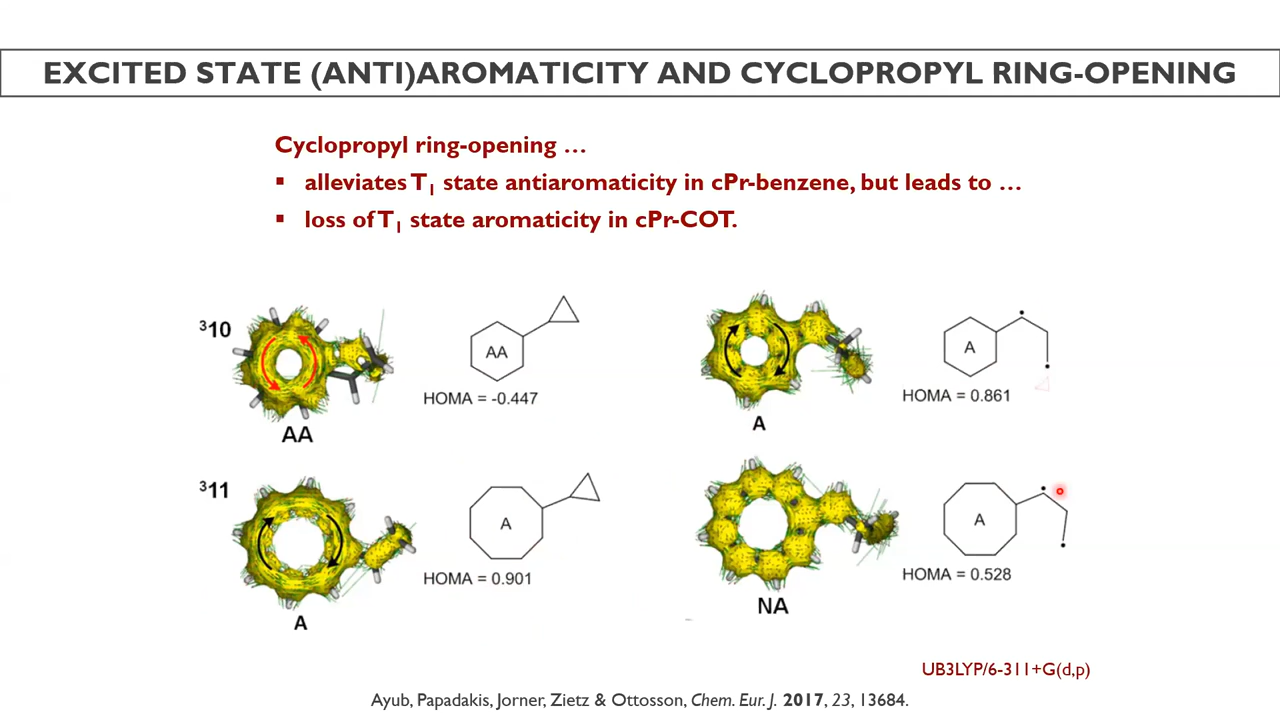 EXCITED STATE (ANTI)AROMATICITY AND CYCLOPROPYL RING-OPENING
Cyclopropyl ring-opening …
▪ alleviates T₁ state antiaromaticity in cPr-benzene, but leads to …
▪ loss of T₁ state aromaticity in cPr-COT.
³10
AA
HOMA = -0.447
AA
A
HOMA = 0.861
A
³11
A
HOMA = 0.901
A
A
HOMA = 0.528
NA
UB3LYP/6-311+G(d,p)
Ayub, Papadakis, Jorner, Zietz & Ottosson, Chem. Eur. J. 2017, 23, 13684.